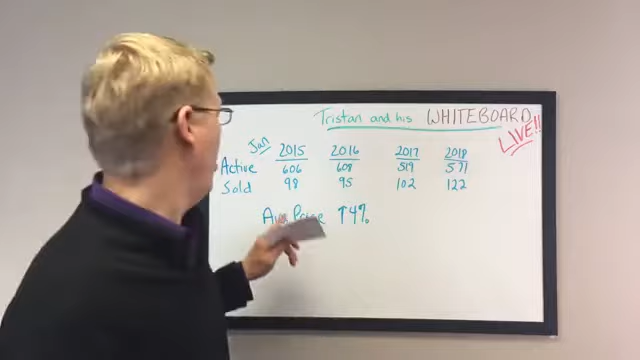 Tristan and his WHITEBOARD
LIVE!!
Jan 2015 2016 2017 2018
Active 606 608 519 571
Sold 98 95 102 122
Avg Price ↑4%